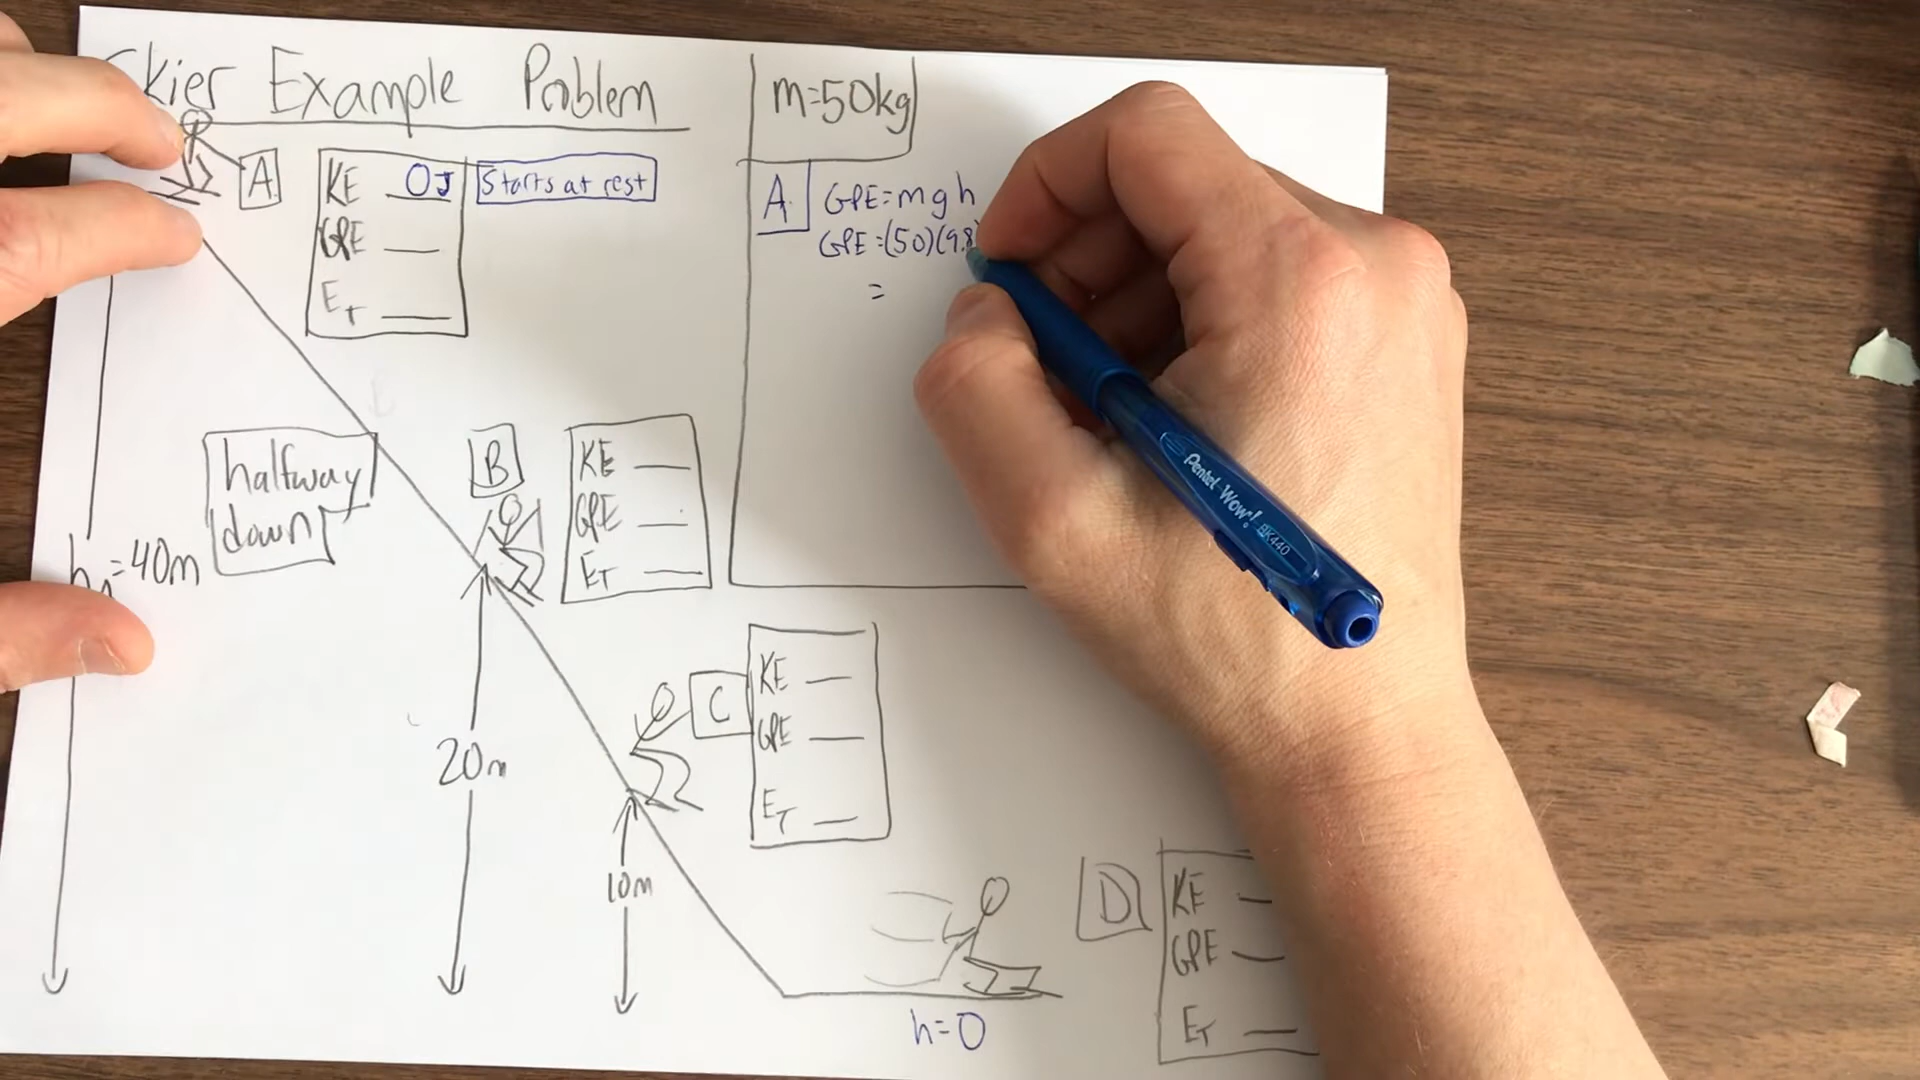 Skier Example Problem
m=50kg
A
KE 0J
GPE
ET
Starts at rest
A
GPE=mgh
GPE=(50)(9.8)
=
halfway
down
B
KE
GPE
ET
h=40m
20m
C
KE
GPE
ET
10m
h=0
D
KE
GPE
ET
Pentel Wow! BK440